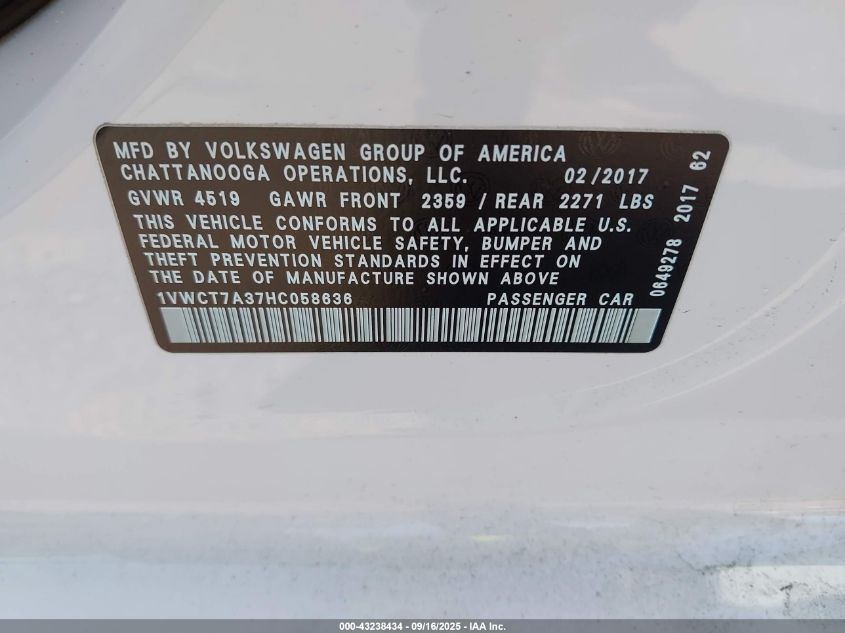 MFD BY VOLKSWAGEN GROUP OF AMERICA
CHATTANOOGA OPERATIONS, LLC. 02/2017
GVWR 4519 GAWR FRONT 2359 / REAR 2271 LBS
THIS VEHICLE CONFORMS TO ALL APPLICABLE U.S.
FEDERAL MOTOR VEHICLE SAFETY, BUMPER AND
THEFT PREVENTION STANDARDS IN EFFECT ON
THE DATE OF MANUFACTURE SHOWN ABOVE
1VWCT7A37HC058636 PASSENGER CAR
0649278 2017 62
000-43238434 - 09/16/2025 - IAA Inc.